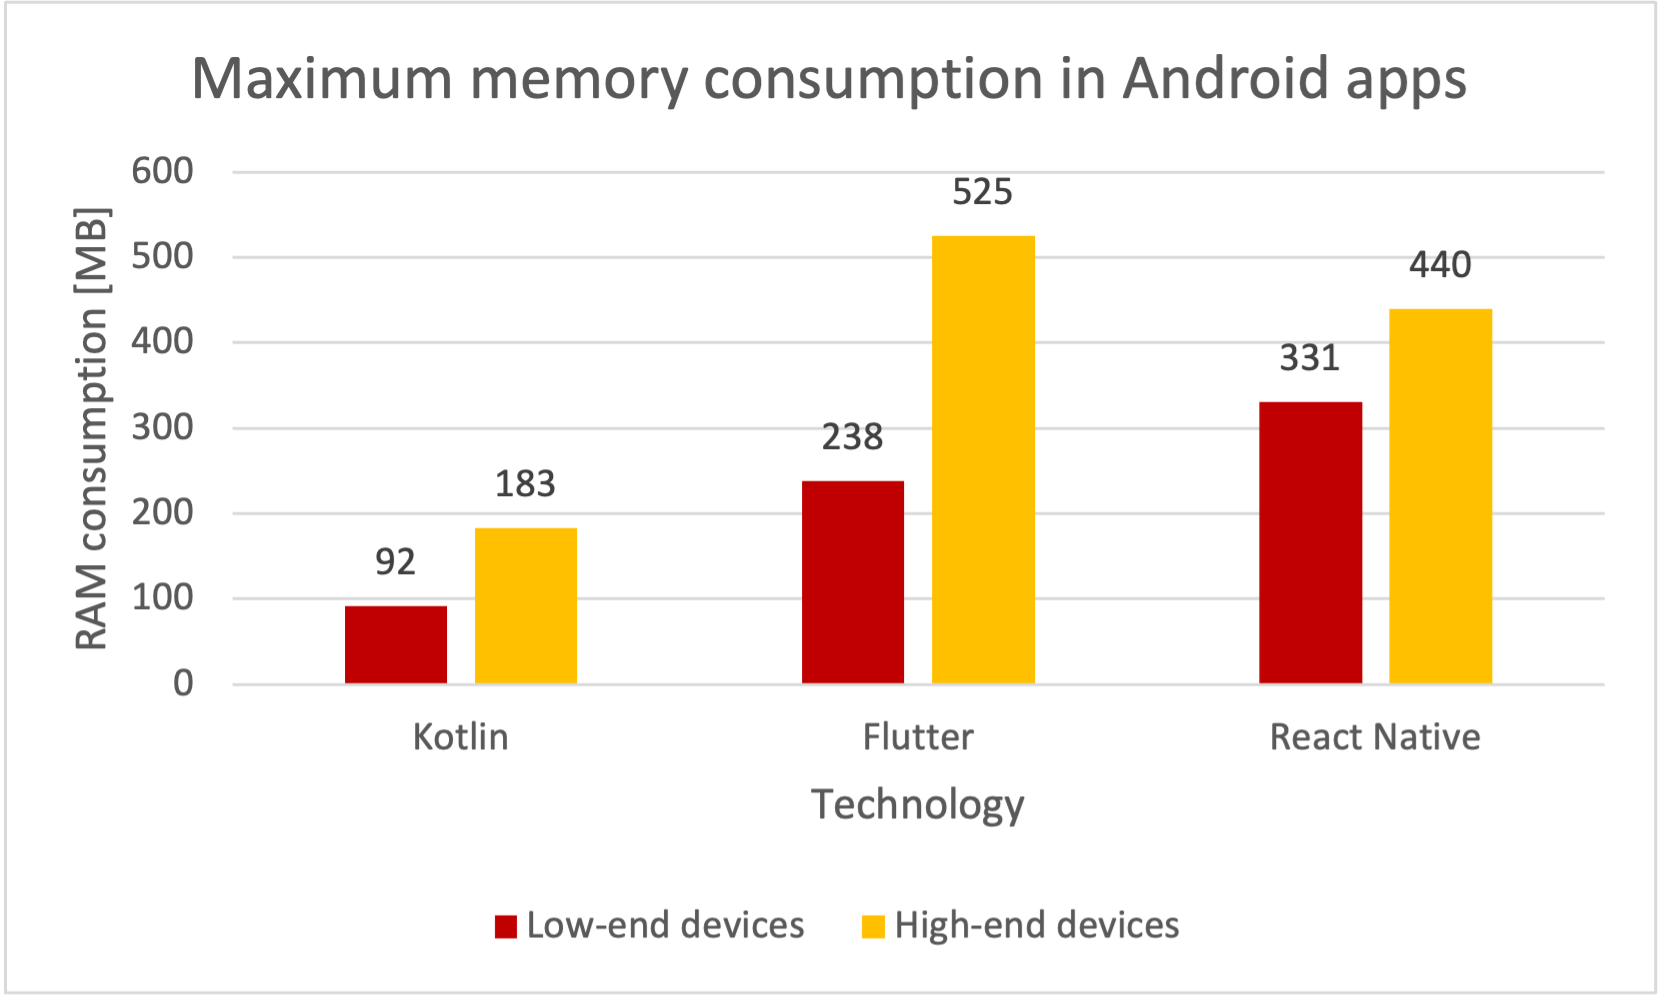 Maximum memory consumption in Android apps
RAM consumption [MB]
600
500
400
300
200
100
0
92
183
238
525
331
440
Kotlin
Flutter
React Native
Technology
Low-end devices
High-end devices